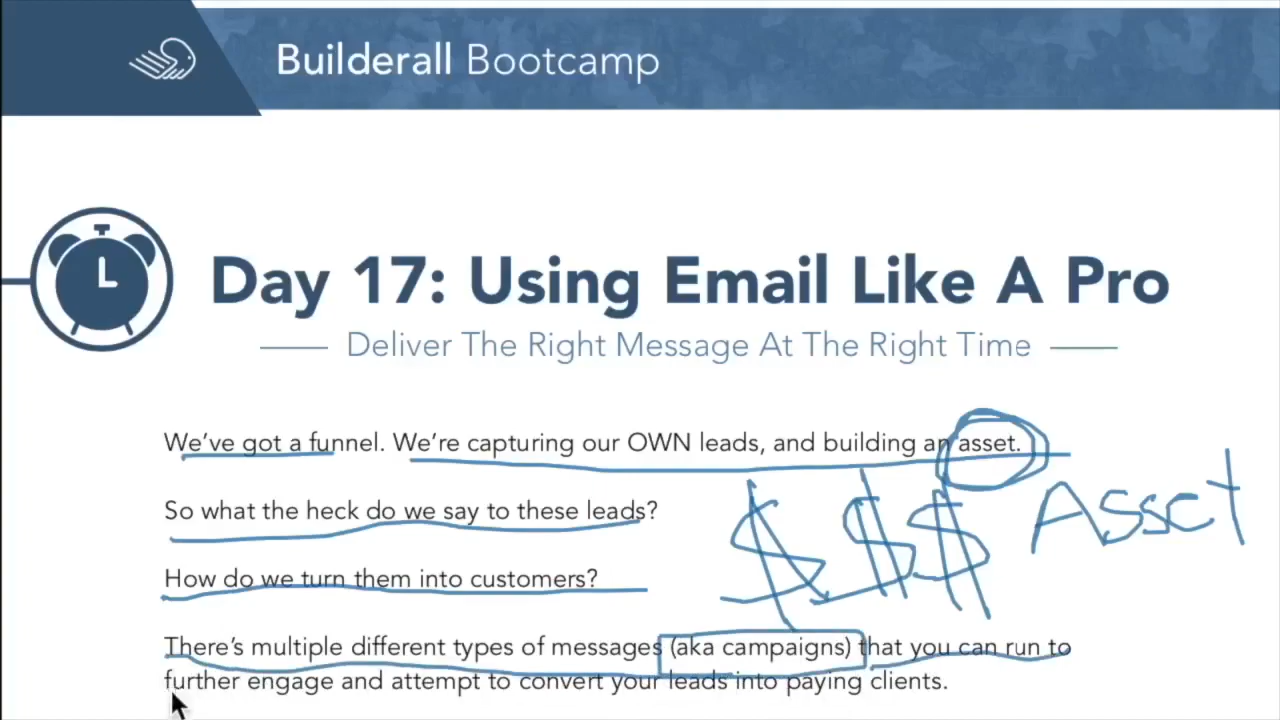 Builderall Bootcamp
Day 17: Using Email Like A Pro
Deliver The Right Message At The Right Time
We've got a funnel. We're capturing our OWN leads, and building an asset.
So what the heck do we say to these leads?
$ $ $ Asset
How do we turn them into customers?
There's multiple different types of messages (aka campaigns) that you can run to
further engage and attempt to convert your leads into paying clients.